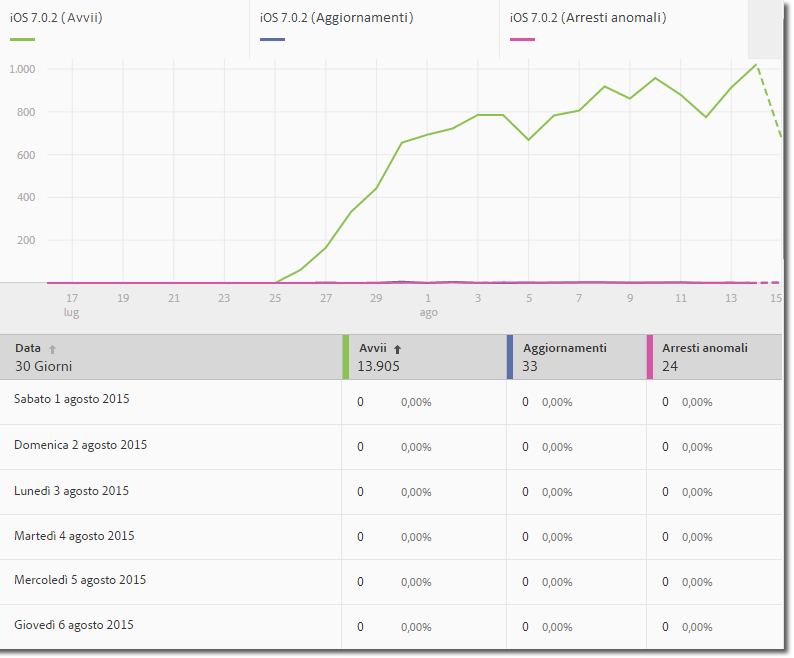 iOS 7.0.2 (Avvii) iOS 7.0.2 (Aggiornamenti) iOS 7.0.2 (Arresti anomali)
1.000
800
600
400
200
17 19 21 23 25 27 29 1 3 5 7 9 11 13 15
lug ago
Data Avvii Aggiornamenti Arresti anomali
30 Giorni 13.905 33 24
Sabato 1 agosto 2015 0 0,00% 0 0,00% 0 0,00%
Domenica 2 agosto 2015 0 0,00% 0 0,00% 0 0,00%
Lunedì 3 agosto 2015 0 0,00% 0 0,00% 0 0,00%
Martedì 4 agosto 2015 0 0,00% 0 0,00% 0 0,00%
Mercoledì 5 agosto 2015 0 0,00% 0 0,00% 0 0,00%
Giovedì 6 agosto 2015 0 0,00% 0 0,00% 0 0,00%